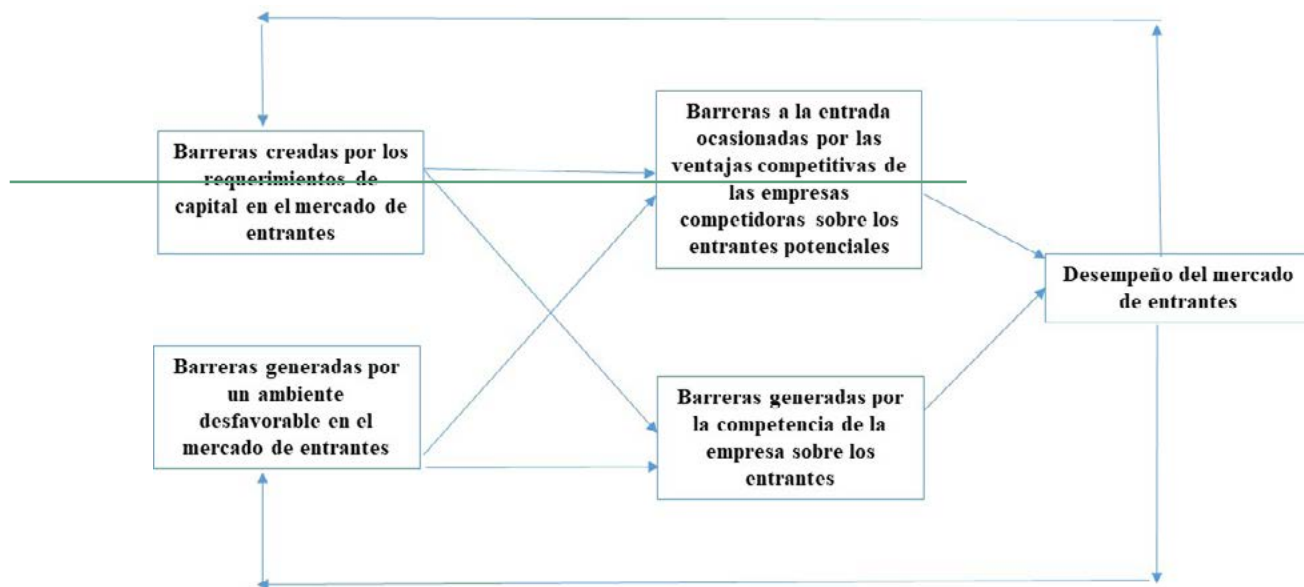 Barreras creadas por los
requerimientos de
capital en el mercado de
entrantes
Barreras a la entrada
ocasionadas por las
ventajas competitivas de
las empresas
competidoras sobre los
entrantes potenciales
Desempeño del mercado
de entrantes
Barreras generadas por
un ambiente
desfavorable en el
mercado de entrantes
Barreras generadas por
la competencia de la
empresa sobre los
entrantes